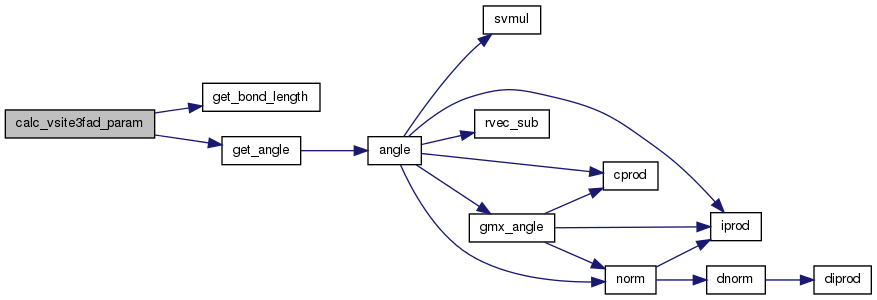 svmul
get_bond_length
calc_vsite3fad_param
rvec_sub
get_angle
angle
cprod
gmx_angle
iprod
norm
dnorm
diprod